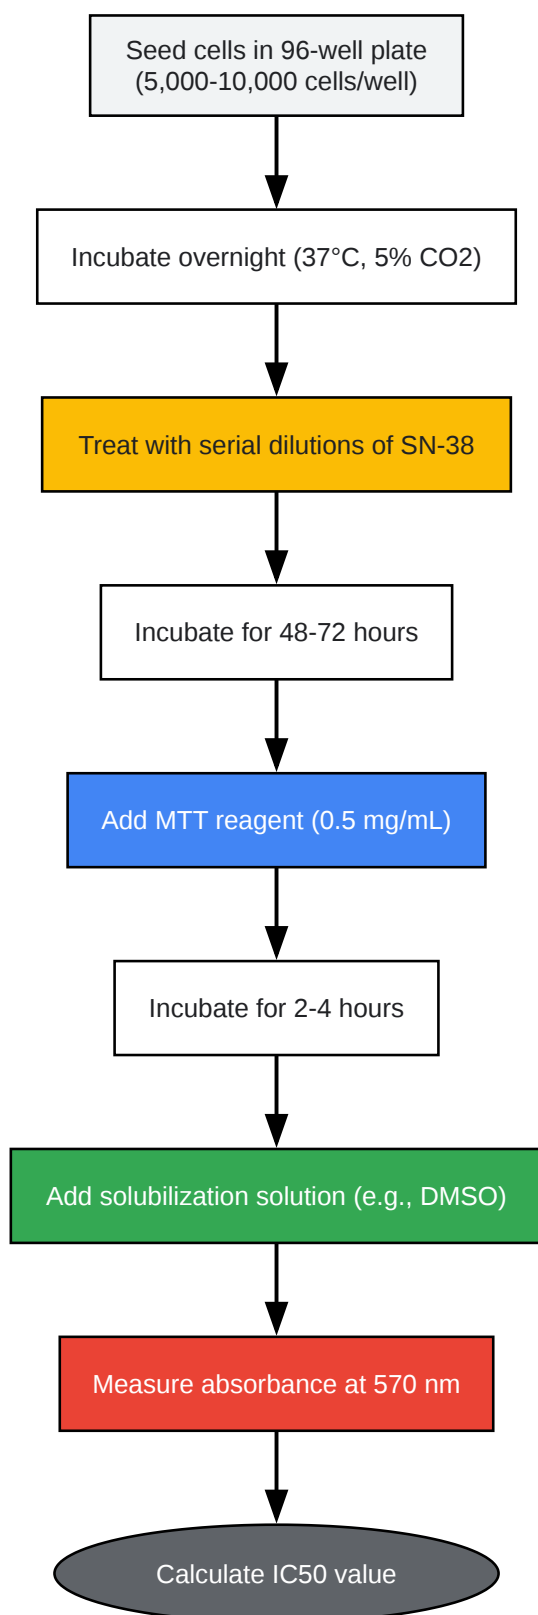 Seed cells in 96-well plate
(5,000-10,000 cells/well)
Incubate overnight (37°C, 5% CO2)
Treat with serial dilutions of SN-38
Incubate for 48-72 hours
Add MTT reagent (0.5 mg/mL)
Incubate for 2-4 hours
Add solubilization solution (e.g., DMSO)
Measure absorbance at 570 nm
Calculate IC50 value